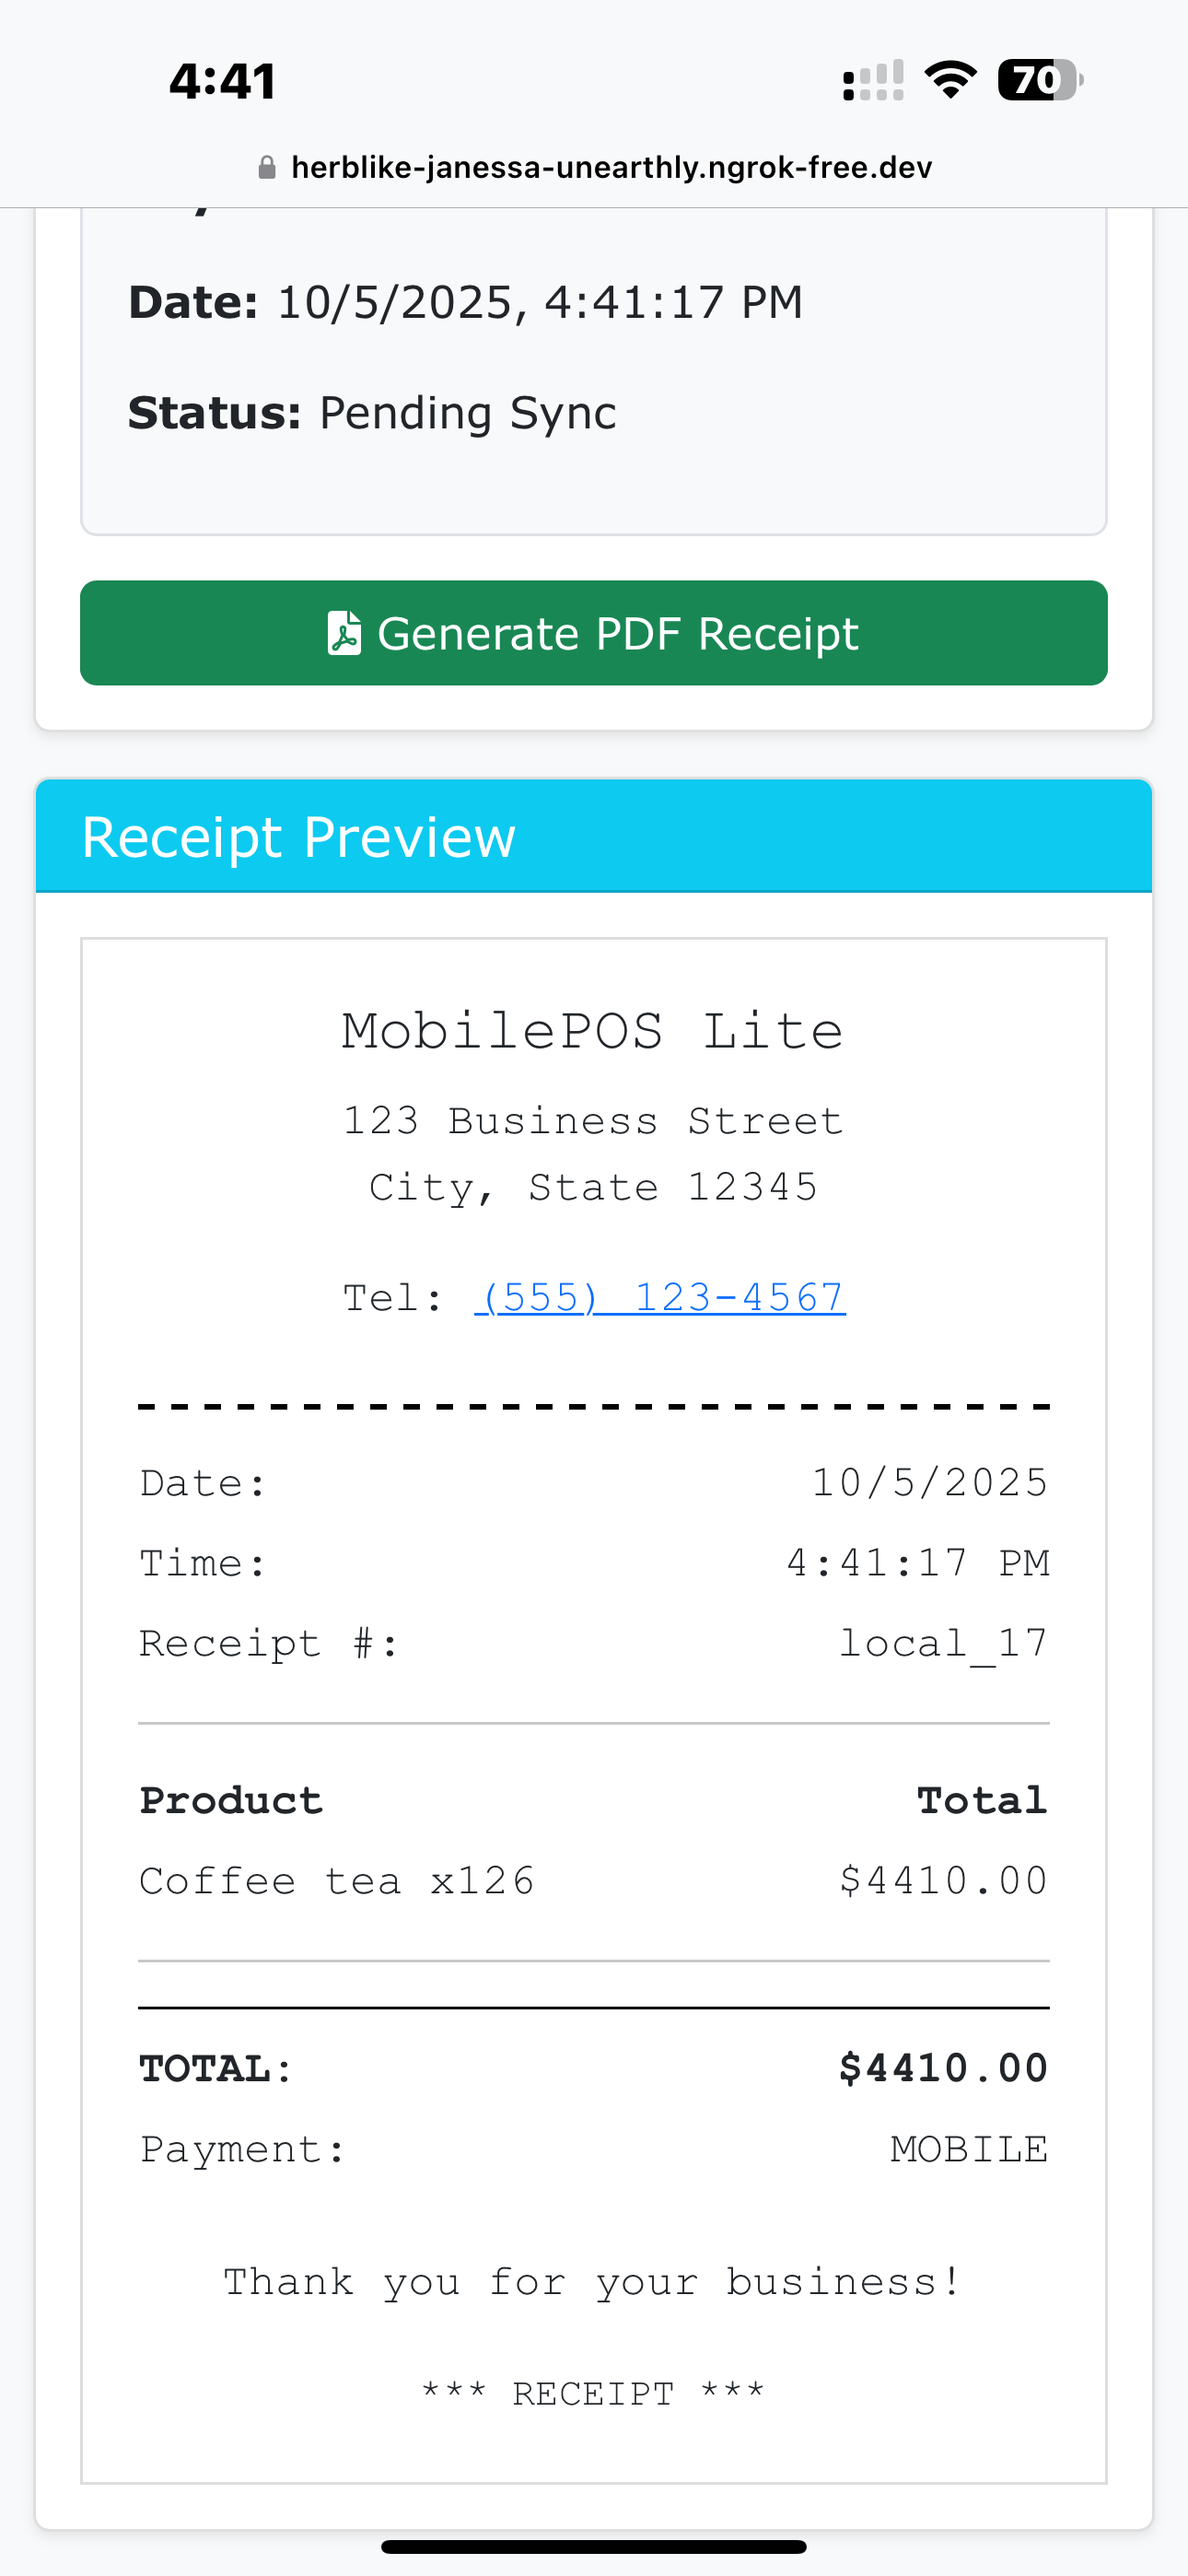 4:41
70
herblike-janessa-unearthly.ngrok-free.dev
Date: 10/5/2025, 4:41:17 PM
Status: Pending Sync
Generate PDF Receipt
Receipt Preview
MobilePOS Lite
123 Business Street
City, State 12345
Tel: (555) 123-4567
Date: 10/5/2025
Time: 4:41:17 PM
Receipt #: local_17
Product Total
Coffee tea x126 $4410.00
TOTAL: $4410.00
Payment: MOBILE
Thank you for your business!
*** RECEIPT ***